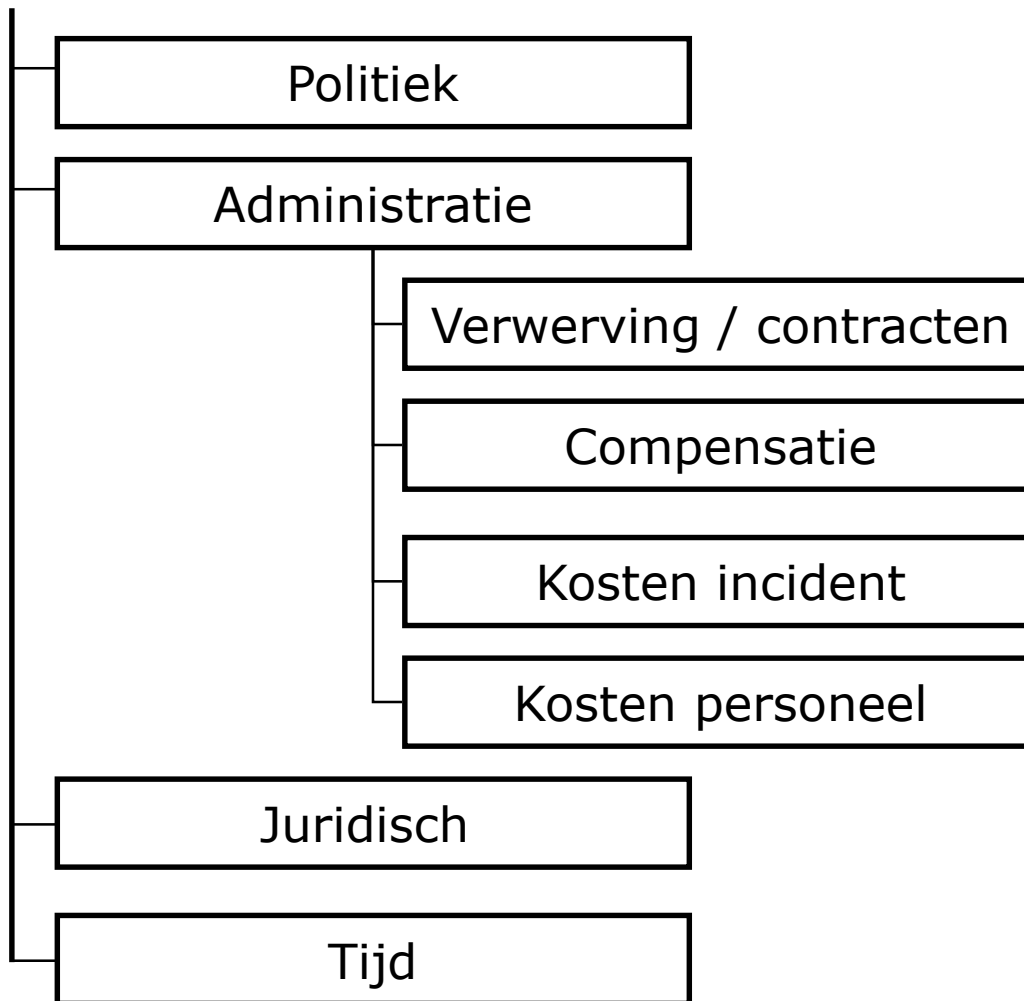 Politiek
Administratie
Verwerving / contracten
Compensatie
Kosten incident
Kosten personeel
Juridisch
Tijd